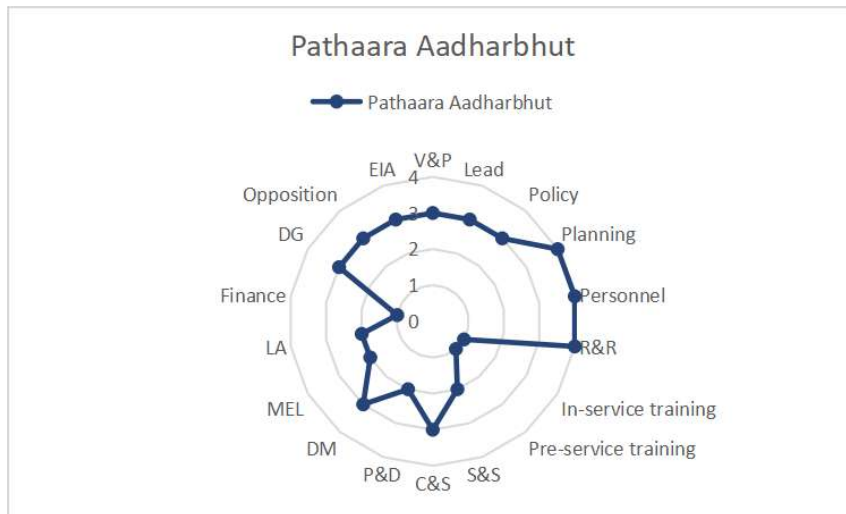 Pathaara Aadharbhut
Pathaara Aadharbhut
V&P
EIA
Lead
Opposition
Policy
DG
Planning
Finance
Personnel
LA
R&R
MEL
In-service training
DM
Pre-service training
P&D
S&S
C&S
4
3
2
1
0